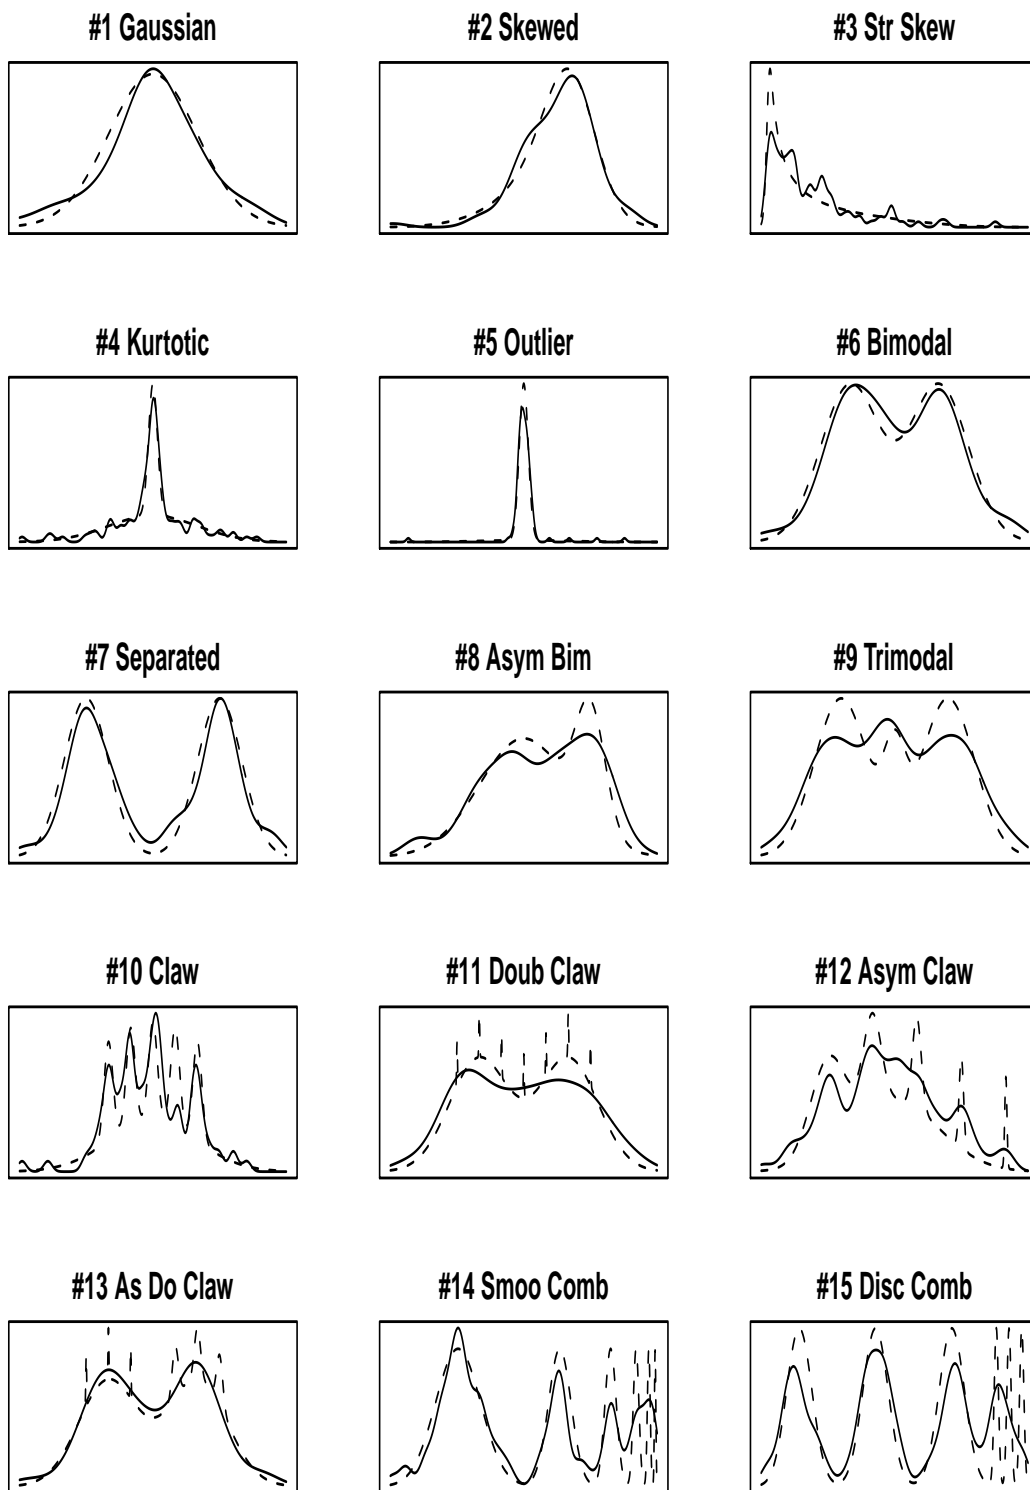 #1 Gaussian
#2 Skewed
#3 Str Skew
#4 Kurtotic
#5 Outlier
#6 Bimodal
#7 Separated
#8 Asym Bim
#9 Trimodal
#10 Claw
#11 Doub Claw
#12 Asym Claw
#13 As Do Claw
#14 Smoo Comb
#15 Disc Comb